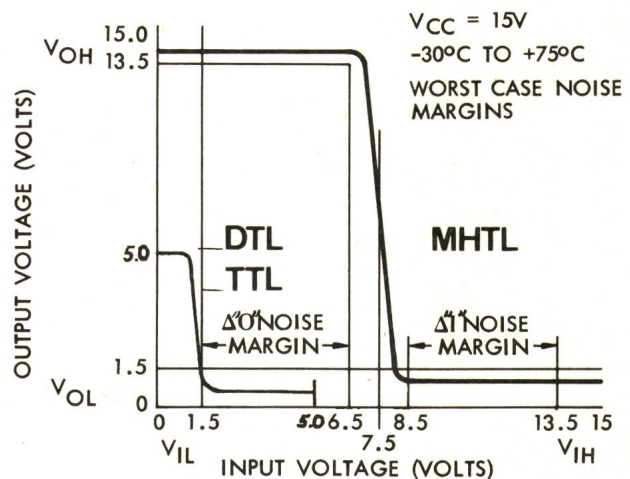 VCC = 15V
-30°C TO +75°C
WORST CASE NOISE
MARGINS
OUTPUT VOLTAGE (VOLTS)
15.0
VOH
13.5
5.0
1.5
VOL
0
DTL
TTL
MHTL
Δ"0"NOISE
MARGIN
Δ"1"NOISE
MARGIN
0 1.5 5.0 6.5 8.5 13.5 15
7.5
VIL
VIH
INPUT VOLTAGE (VOLTS)